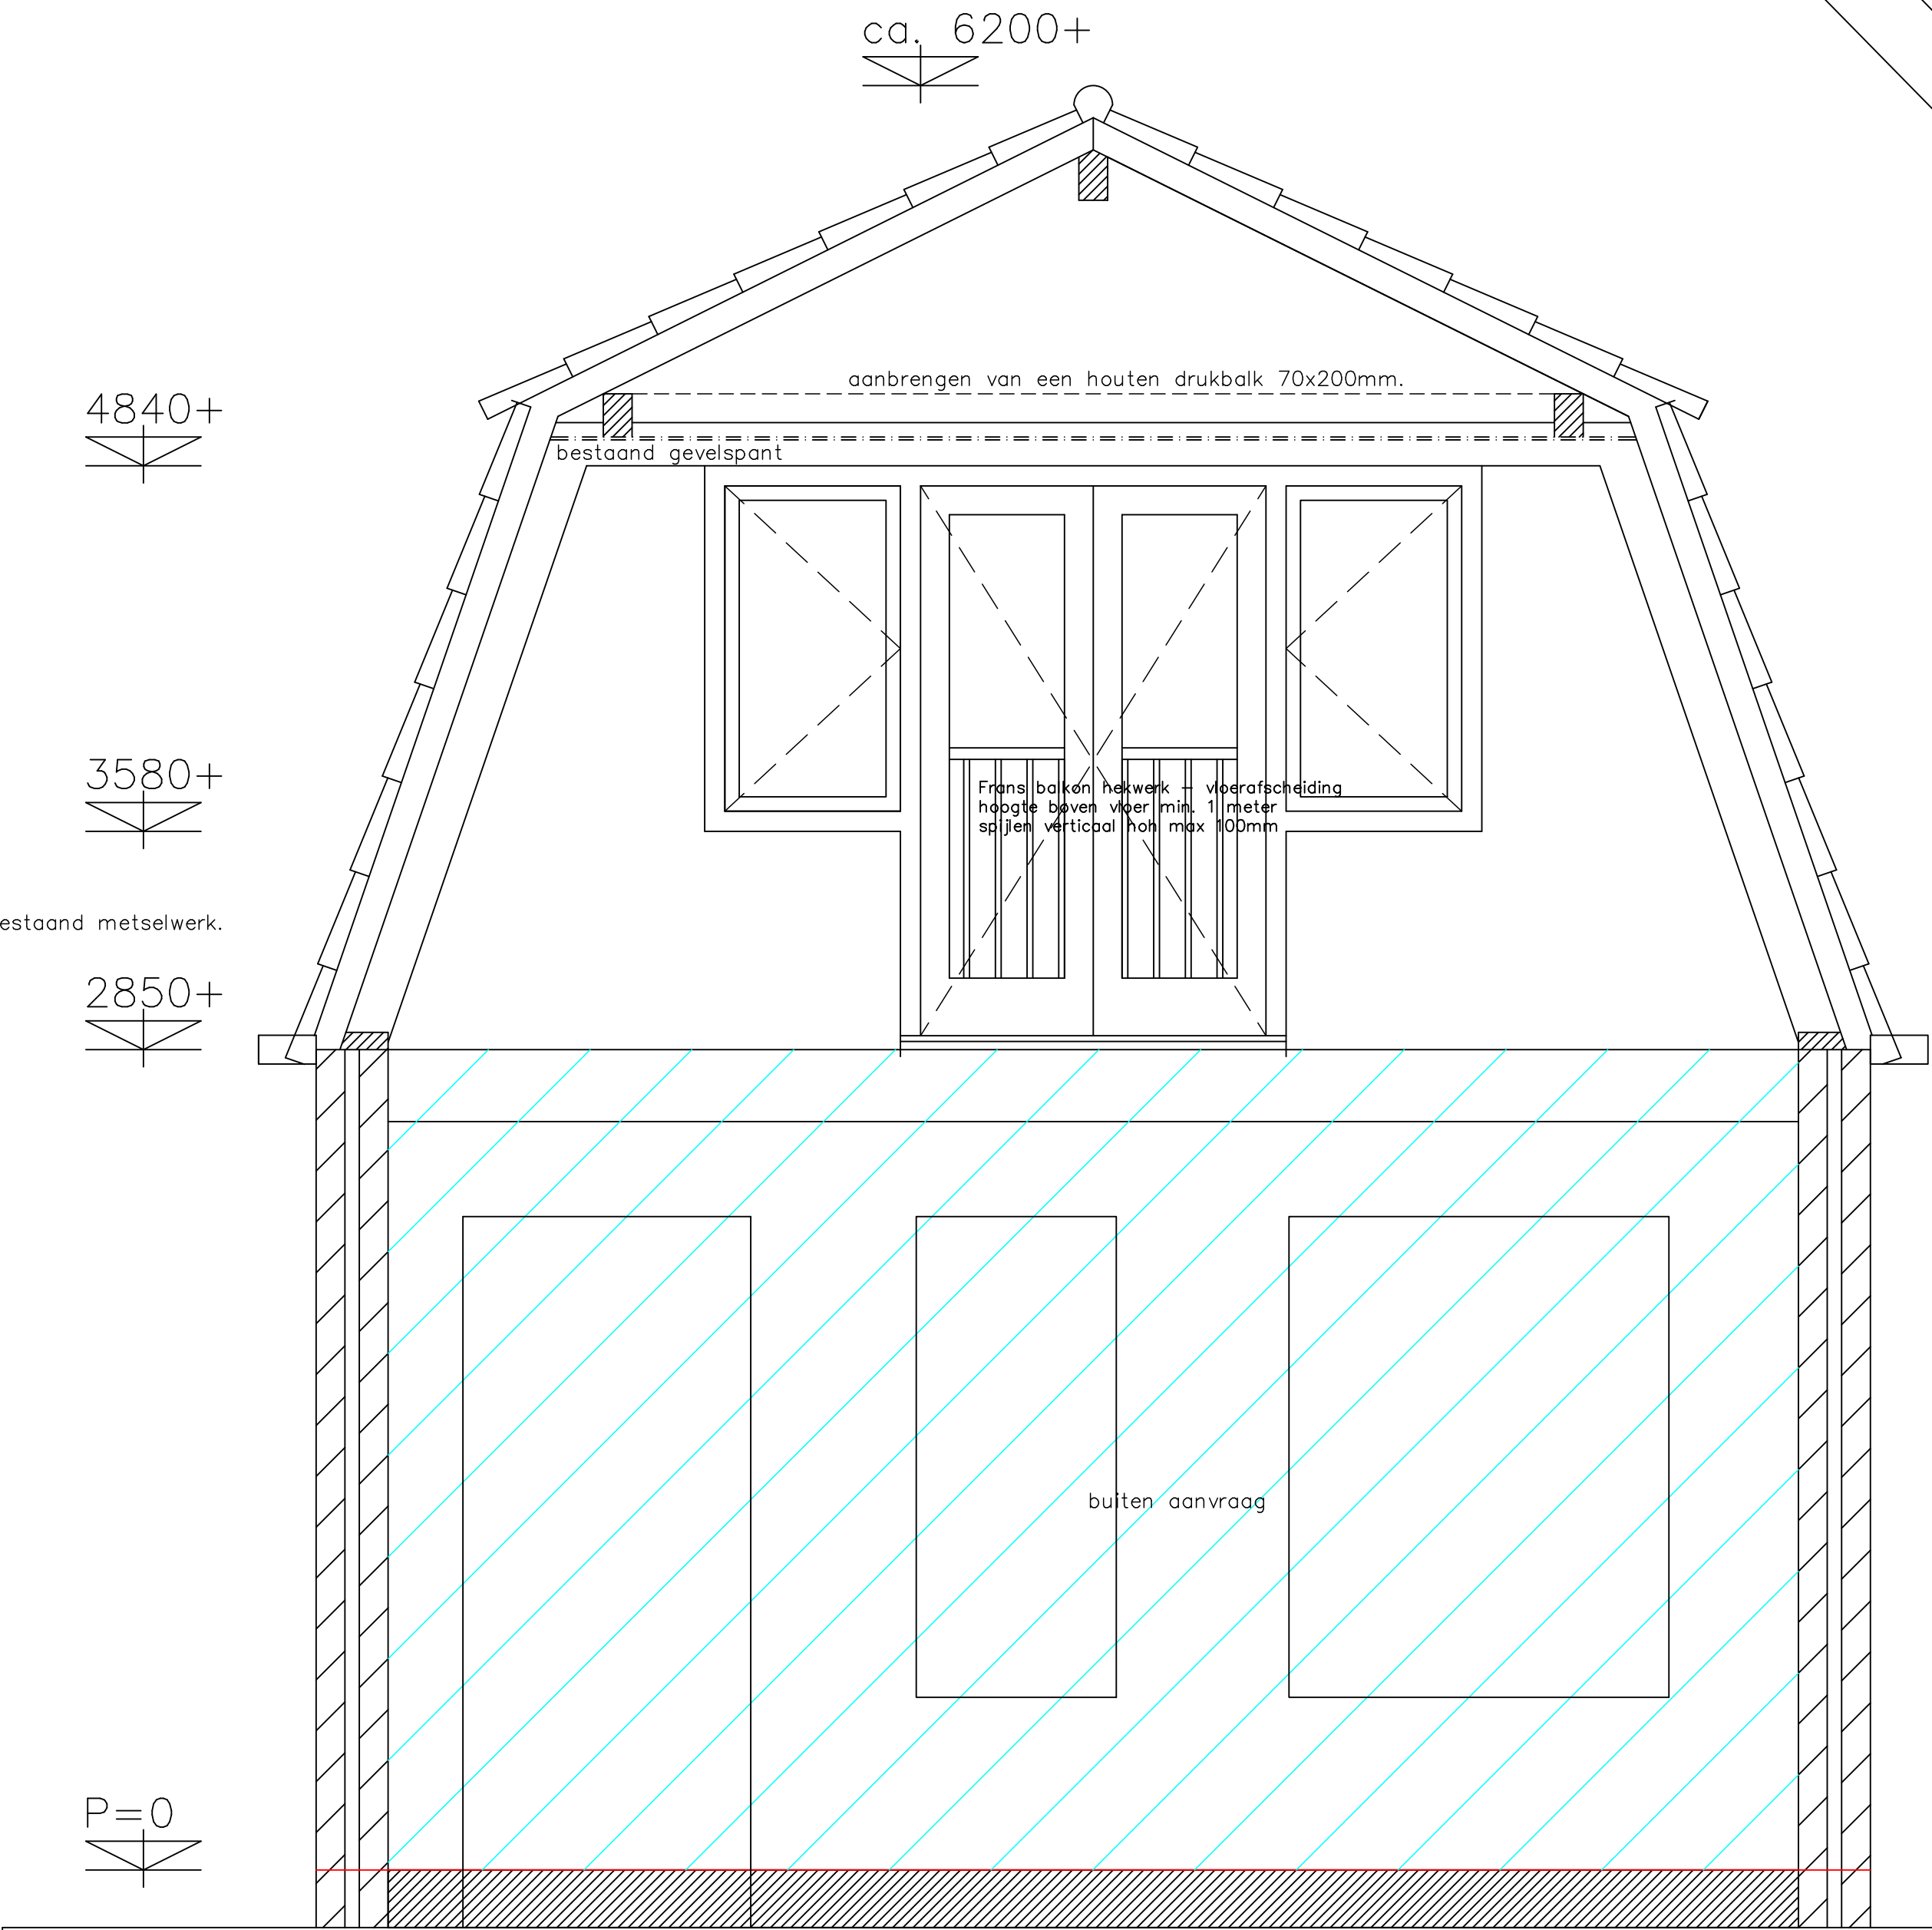 ca. 6200+
aanbrengen van een houten drukbalk 70x200mm.
4840+
bestaand gevelspant
3580+
Frans balkon hekwerk – vloerafscheiding
hoogte boven vloer min. 1 meter
spijlen verticaal hoh max 100mm
estaand metselwerk.
2850+
buiten aanvraag
P=0